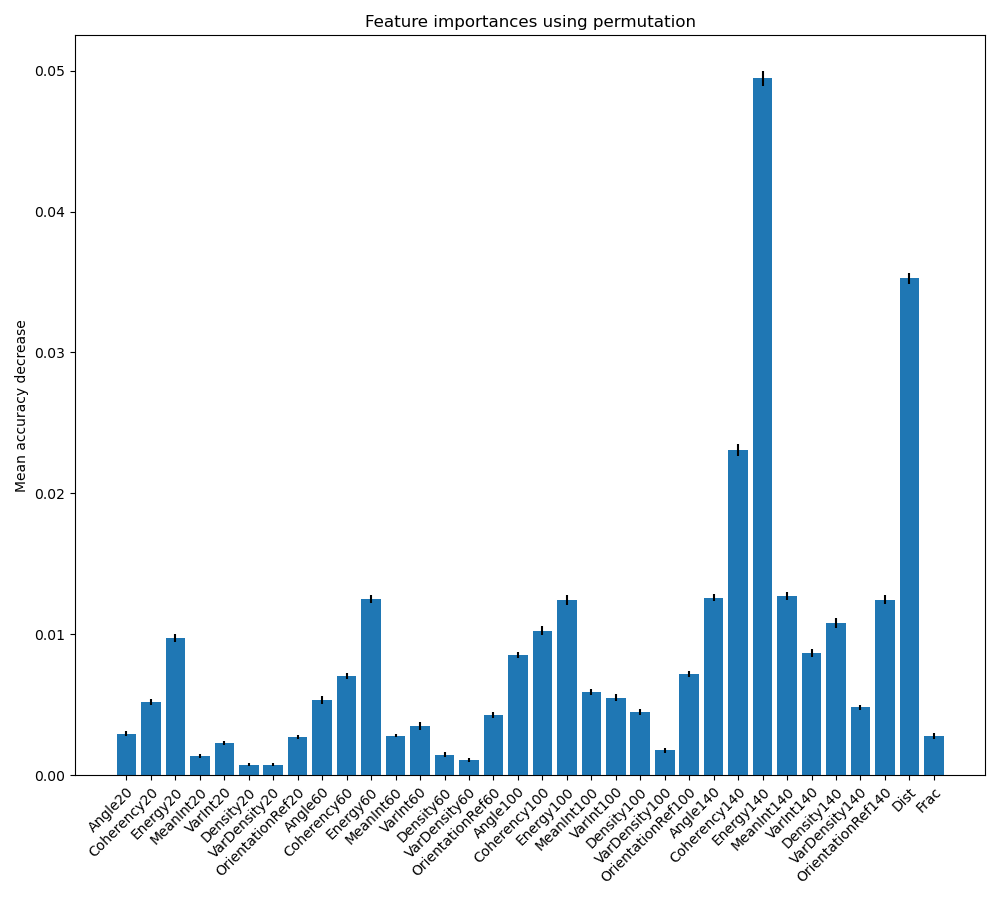 Feature importances using permutation
Mean accuracy decrease
0.05
0.04
0.03
0.02
0.01
0.00
Angle20
Coherency20
Energy20
MeanInt20
VarInt20
Density20
VarDensity20
OrientationRef20
Angle60
Coherency60
Energy60
MeanInt60
VarInt60
Density60
VarDensity60
OrientationRef60
Angle100
Coherency100
Energy100
MeanInt100
VarInt100
Density100
VarDensity100
OrientationRef100
Angle140
Coherency140
Energy140
MeanInt140
VarInt140
Density140
VarDensity140
OrientationRef140
Dist
Frac